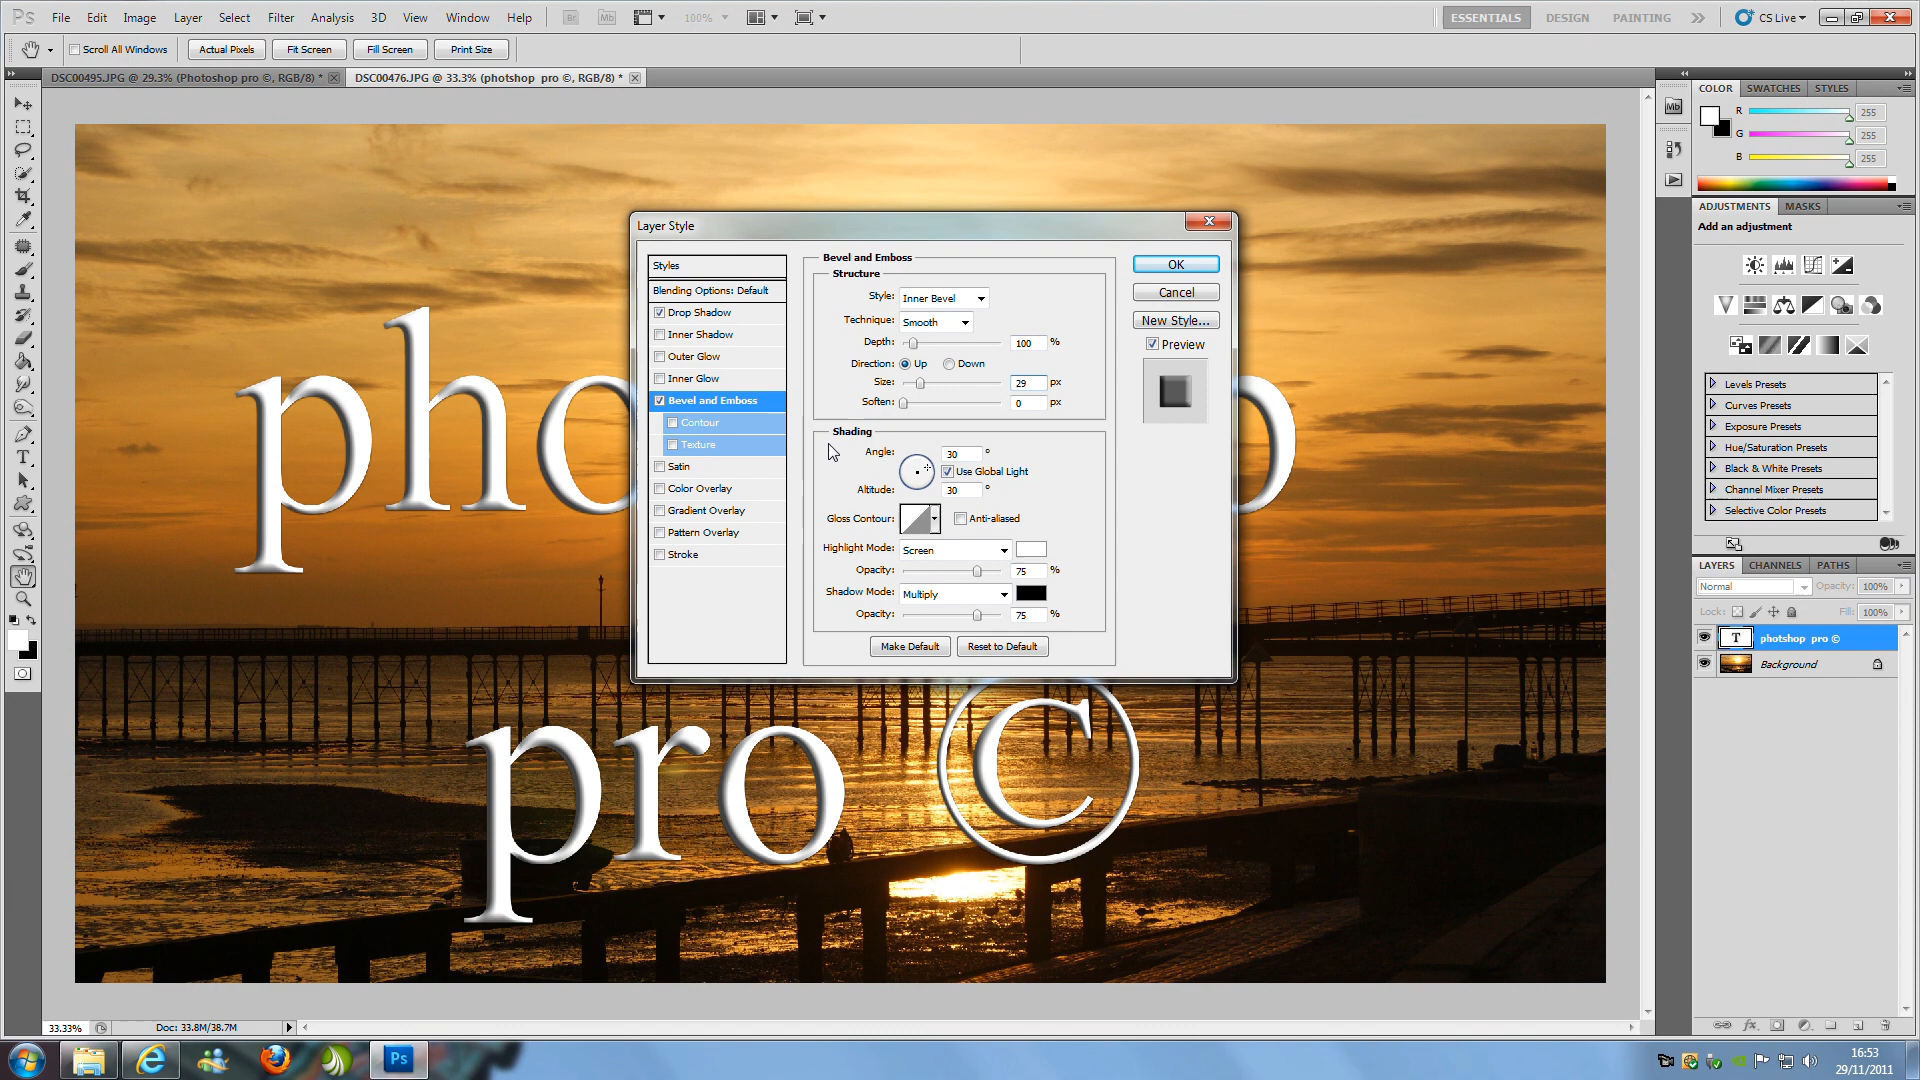 Ps File Edit Image Layer Select Filter Analysis 3D View Window Help Br Mb 100% ESSENTIALS DESIGN PAINTING CS Live
Scroll All Windows Actual Pixels Fit Screen Fill Screen Print Size
DSC00495.JPG @ 29.3% (Photoshop pro ©, RGB/8) * DSC00476.JPG @ 33.3% (photshop pro ©, RGB/8) *
COLOR SWATCHES STYLES
Mb
R 255
G 255
B 255
ADJUSTMENTS MASKS
Add an adjustment
Levels Presets
Curves Presets
Exposure Presets
Hue/Saturation Presets
Black & White Presets
Channel Mixer Presets
Selective Color Presets
LAYERS CHANNELS PATHS
Normal Opacity: 100%
Lock: Fill: 100%
T photshop pro ©
Background
Layer Style
Styles
Blending Options: Default
Drop Shadow
Inner Shadow
Outer Glow
Inner Glow
Bevel and Emboss
Contour
Texture
Satin
Color Overlay
Gradient Overlay
Pattern Overlay
Stroke
Bevel and Emboss
Structure
Style: Inner Bevel
Technique: Smooth
Depth: 100 %
Direction: Up Down
Size: 29 px
Soften: 0 px
Shading
Angle: 30 °
Use Global Light
Altitude: 30 °
Gloss Contour: Anti-aliased
Highlight Mode: Screen
Opacity: 75 %
Shadow Mode: Multiply
Opacity: 75 %
Make Default Reset to Default
OK
Cancel
New Style...
Preview
pho p
pro ©
33.33% Doc: 33.8M/38.7M
Ps
16:53
29/11/2011